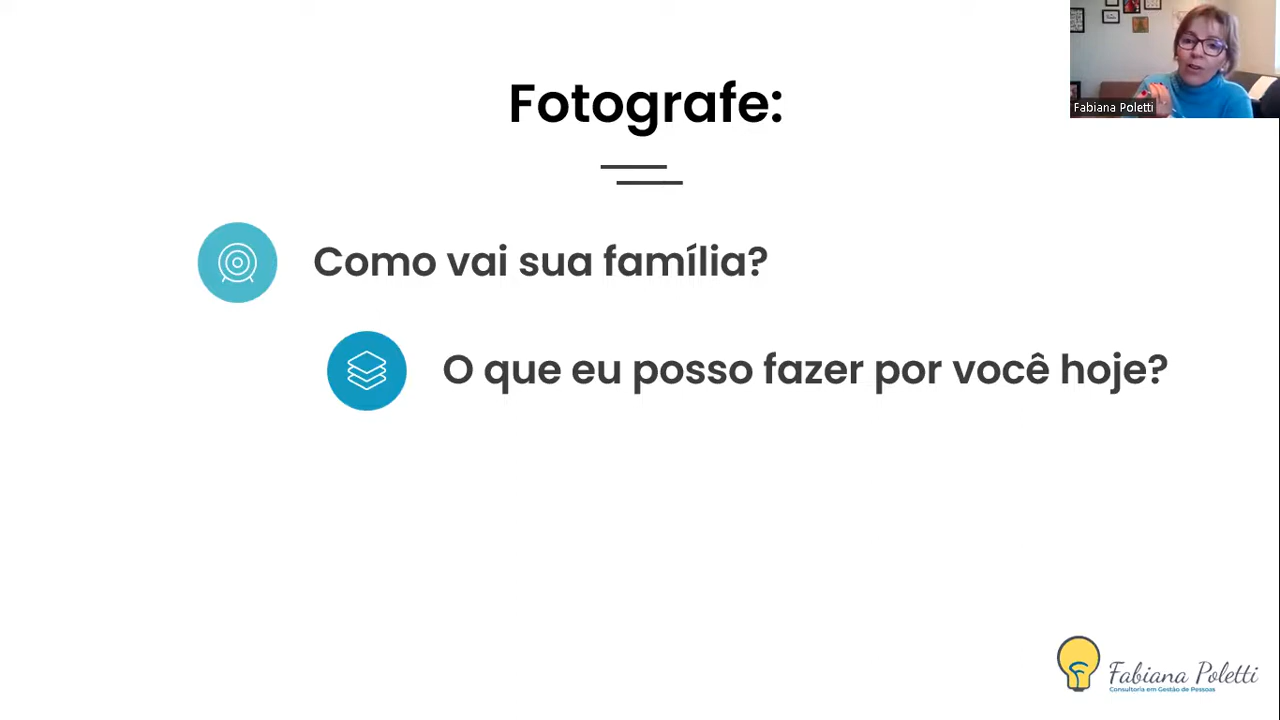 Fotografe:
Fabiana Poletti
Como vai sua família?
O que eu posso fazer por você hoje?
Fabiana Poletti
Consultoria em Gestão de Pessoas